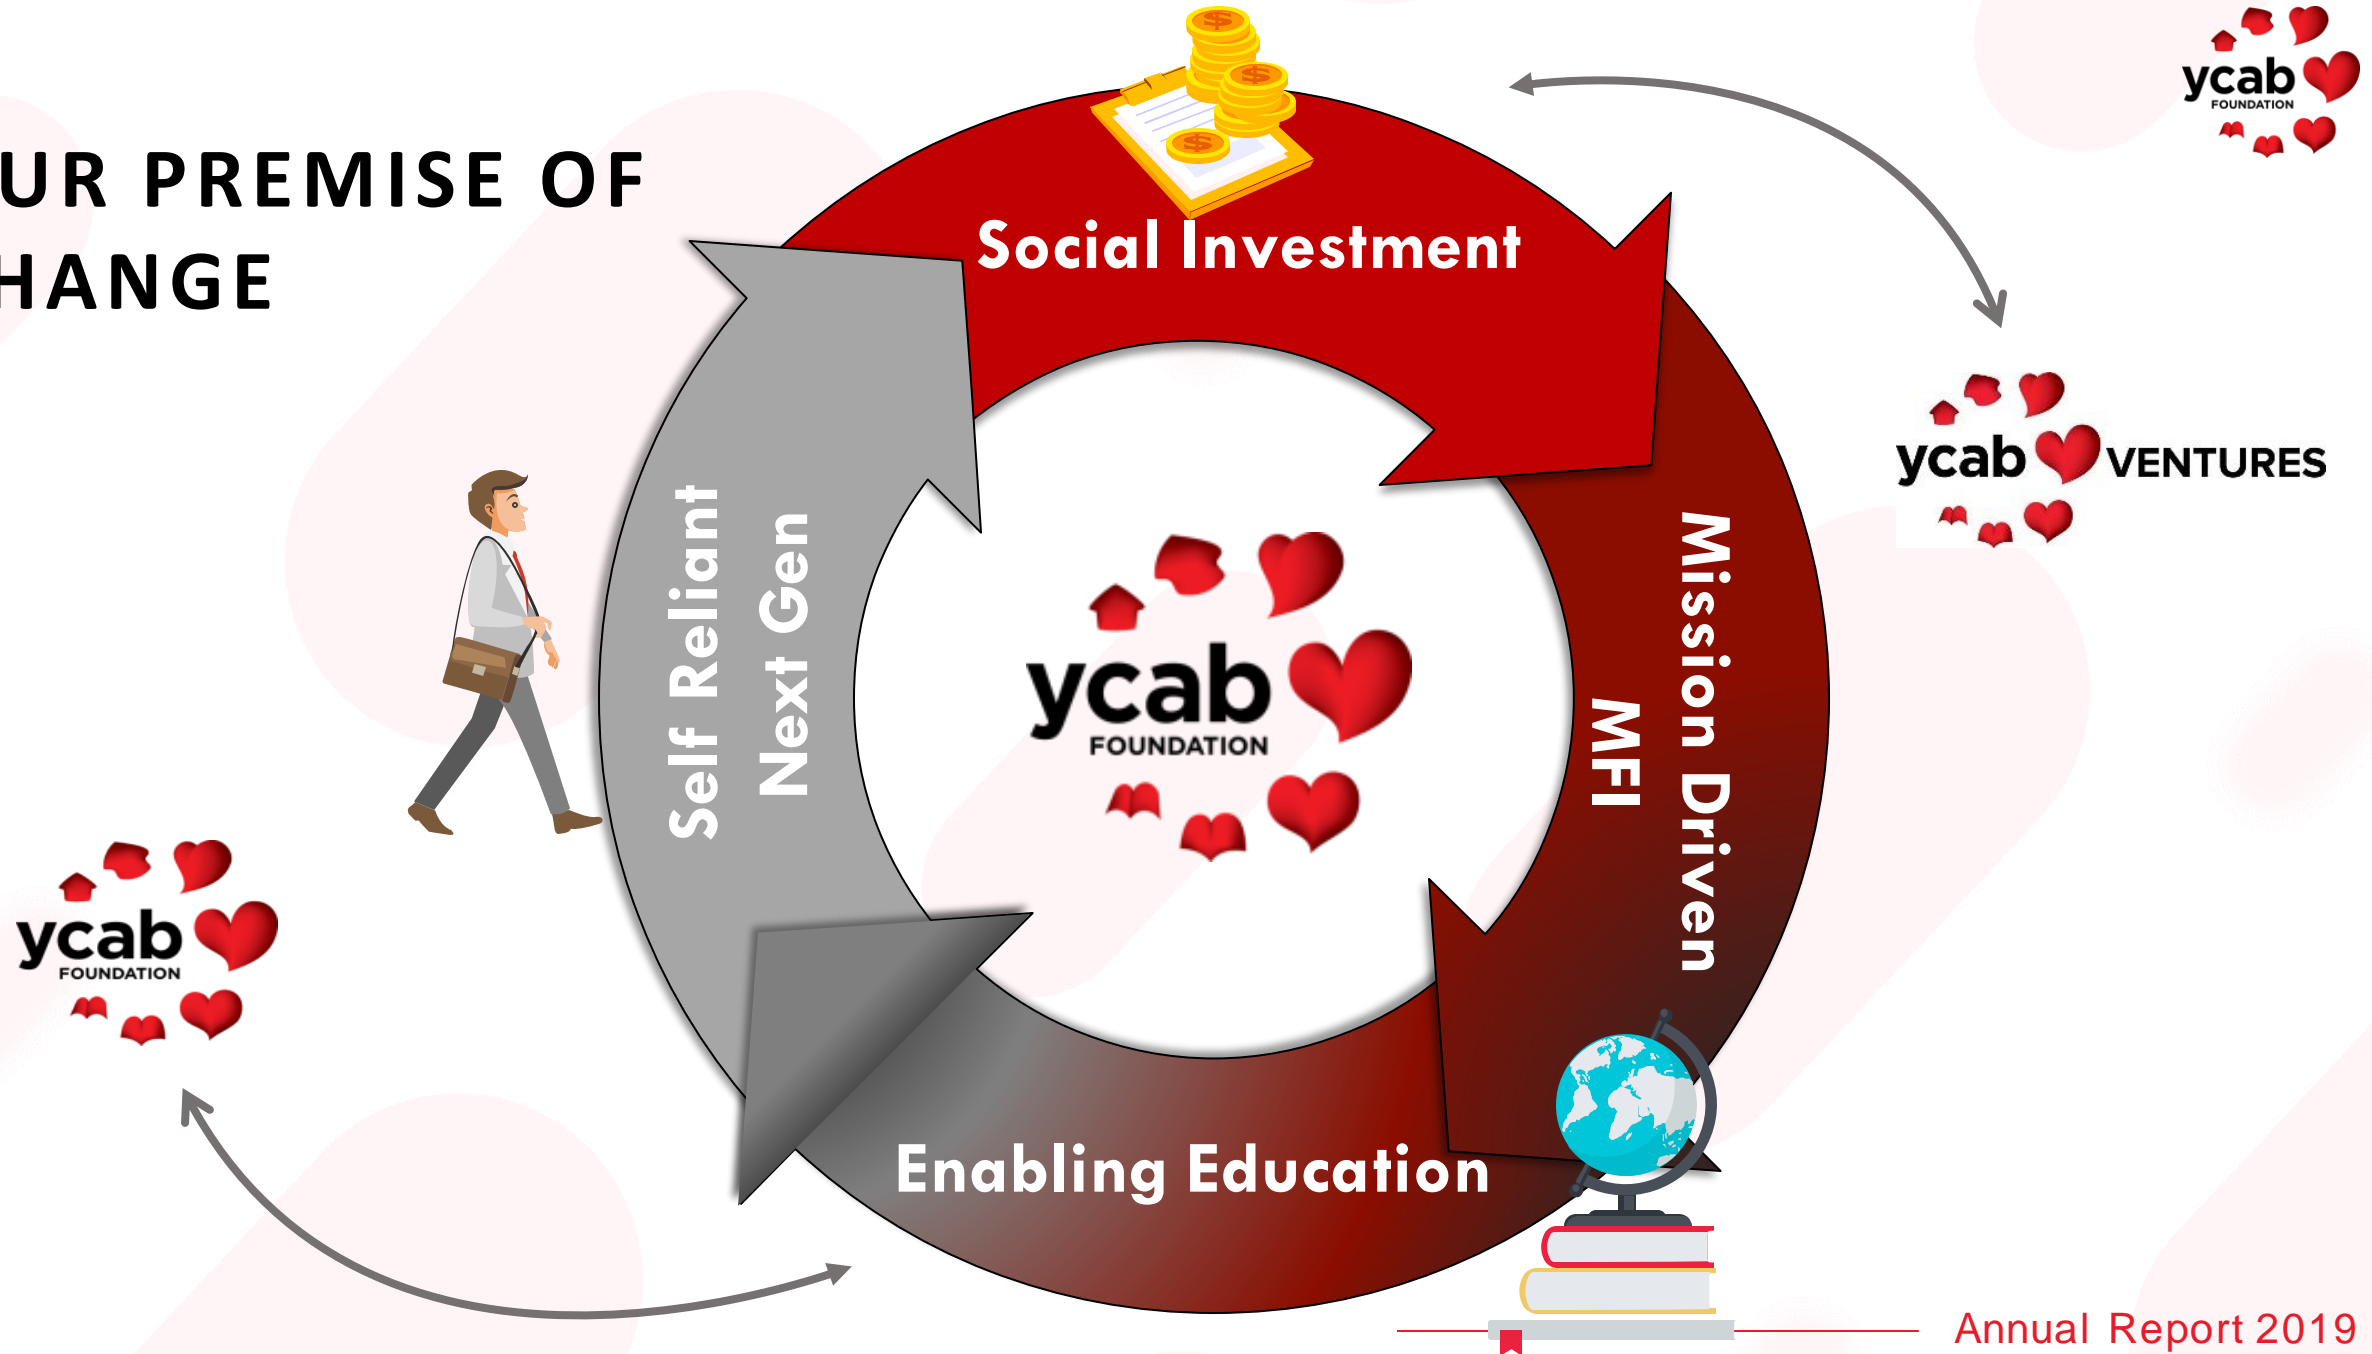 ycab
FOUNDATION
UR PREMISE OF
HANGE
Social Investment
ycab VENTURES
Mission Driven
MFI
Self Reliant
Next Gen
ycab
FOUNDATION
ycab
FOUNDATION
Enabling Education
Annual Report 2019